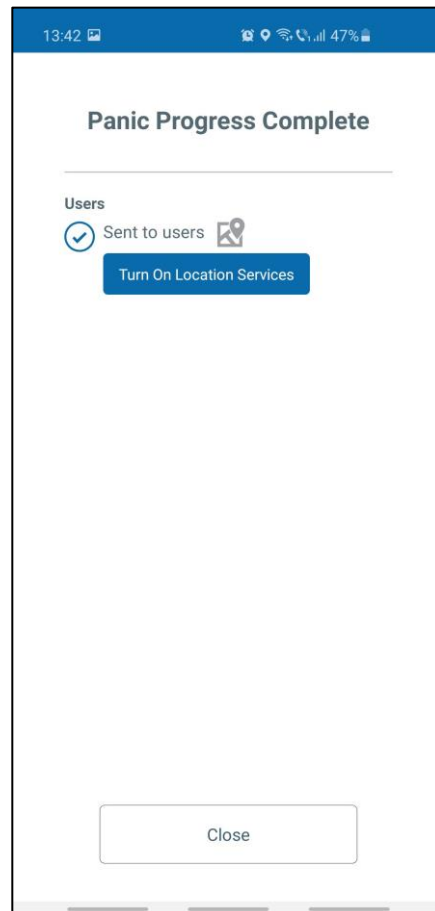 13:42 47%
Panic Progress Complete
Users
Sent to users
Turn On Location Services
Close